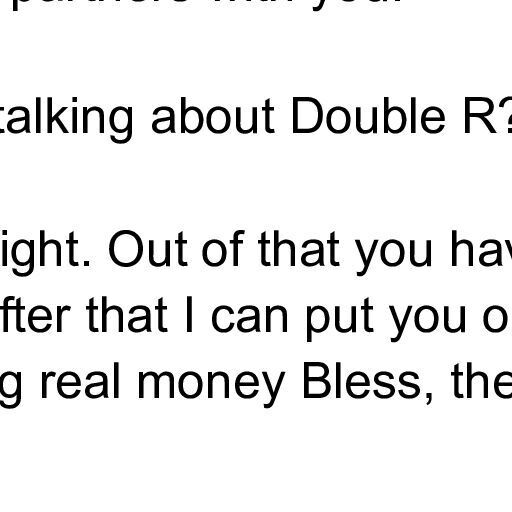 partners with you.
talking about Double R?
ight. Out of that you hav
fter that I can put you o
g real money Bless, the